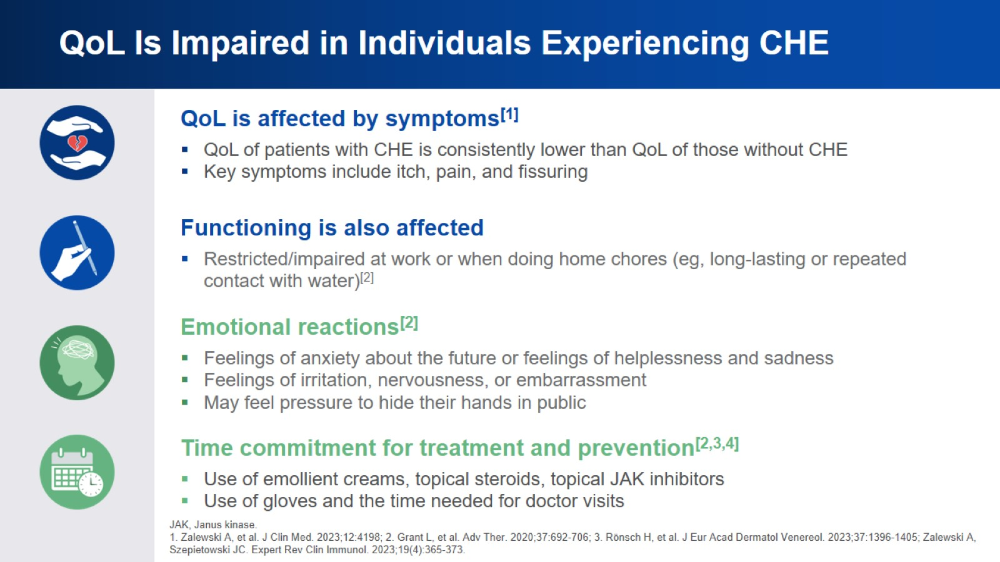 QoL Is Impaired in Individuals Experiencing CHE
QoL is affected by symptoms[1]
▪ QoL of patients with CHE is consistently lower than QoL of those without CHE
▪ Key symptoms include itch, pain, and fissuring
Functioning is also affected
▪ Restricted/impaired at work or when doing home chores (eg, long-lasting or repeated
contact with water)[2]
Emotional reactions[2]
▪ Feelings of anxiety about the future or feelings of helplessness and sadness
▪ Feelings of irritation, nervousness, or embarrassment
▪ May feel pressure to hide their hands in public
Time commitment for treatment and prevention[2,3,4]
▪ Use of emollient creams, topical steroids, topical JAK inhibitors
▪ Use of gloves and the time needed for doctor visits
JAK, Janus kinase.
1. Zalewski A, et al. J Clin Med. 2023;12:4198; 2. Grant L, et al. Adv Ther. 2020;37:692-706; 3. Rönsch H, et al. J Eur Acad Dermatol Venereol. 2023;37:1396-1405; Zalewski A,
Szepietowski JC. Expert Rev Clin Immunol. 2023;19(4):365-373.